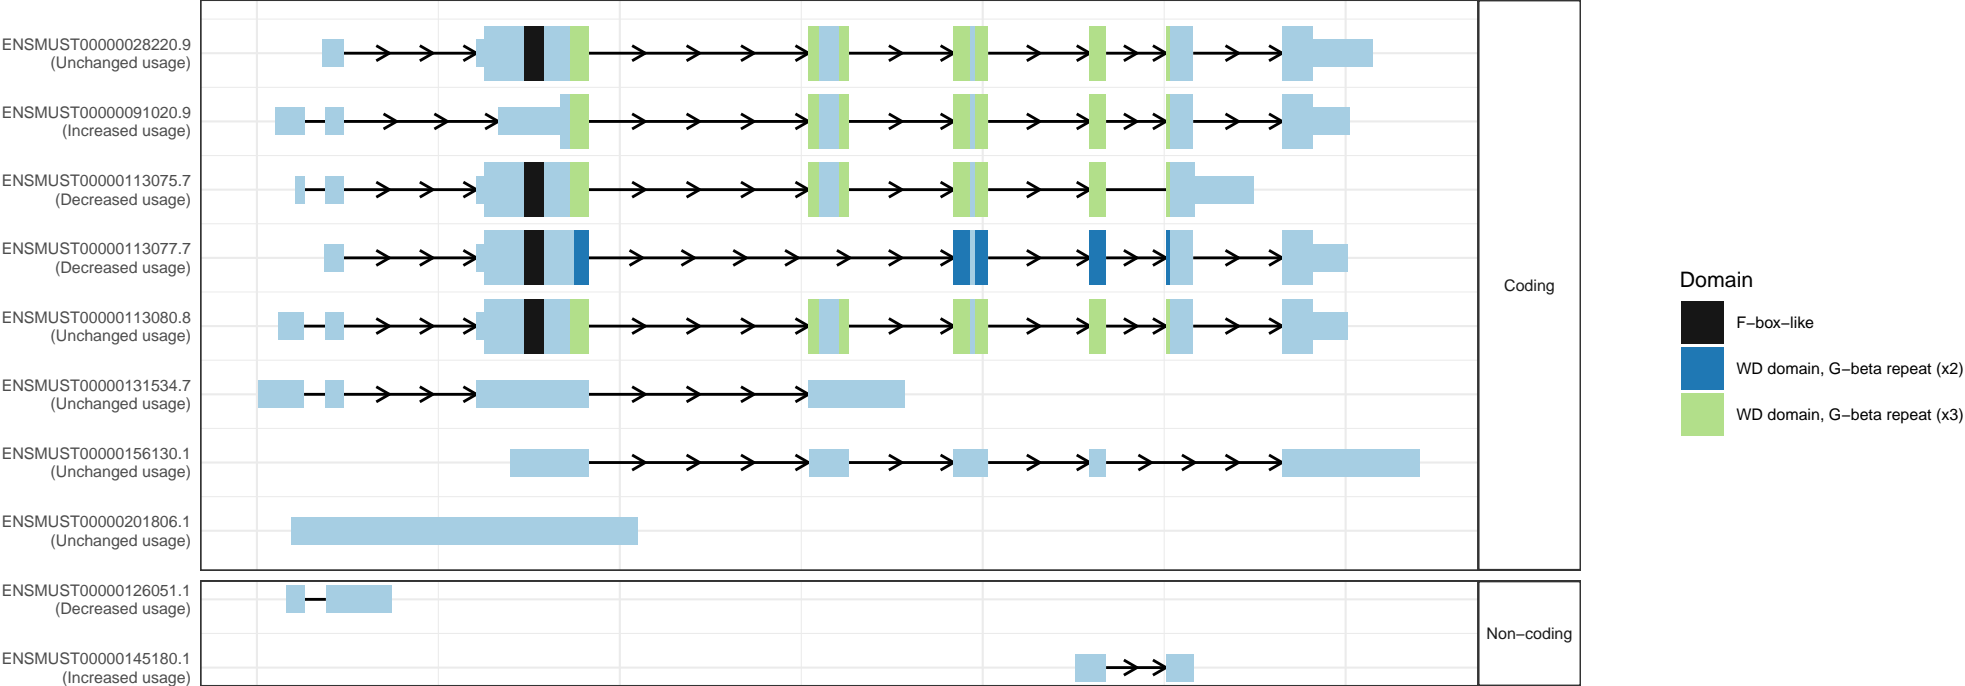 ENSMUST00000028220.9
(Unchanged usage)
ENSMUST00000091020.9
(Increased usage)
ENSMUST00000113075.7
(Decreased usage)
ENSMUST00000113077.7
(Decreased usage)
ENSMUST00000113080.8
(Unchanged usage)
ENSMUST00000131534.7
(Unchanged usage)
ENSMUST00000156130.1
(Unchanged usage)
ENSMUST00000201806.1
(Unchanged usage)
ENSMUST00000126051.1
(Decreased usage)
ENSMUST00000145180.1
(Increased usage)
Coding
Non−coding
Domain
F−box−like
WD domain, G−beta repeat (x2)
WD domain, G−beta repeat (x3)